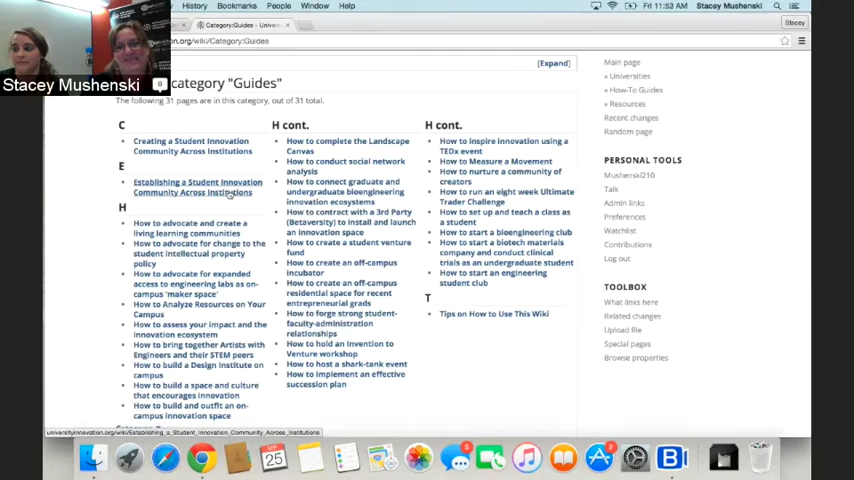 History Bookmarks People Window Help
Fri 11:53 AM Stacey Mushenski
Category:Guides - Univers
Stacey
.org/wiki/Category:Guides
Stacey Mushenski
[Expand]
category "Guides"
The following 31 pages are in this category, out of 31 total.
C
Creating a Student Innovation
Community Across Institutions
E
Establishing a Student Innovation
Community Across Institutions
H
How to advocate and create a
living learning communities
How to advocate for change to the
student intellectual property
policy
How to advocate for expanded
access to engineering labs as on-
campus 'maker space'
How to Analyze Resources on Your
Campus
How to assess your impact and the
innovation ecosystem
How to bring together Artists with
Engineers and their STEM peers
How to build a Design Institute on
campus
How to build a space and culture
that encourages innovation
How to build and outfit an on-
campus innovation space
H cont.
How to complete the Landscape
Canvas
How to conduct social network
analysis
How to connect graduate and
undergraduate bioengineering
innovation ecosystems
How to contract with a 3rd Party
(Betaversity) to install and launch
an innovation space
How to create a student venture
fund
How to create an off-campus
incubator
How to create an off-campus
residential space for recent
entrepreneurial grads
How to forge strong student-
faculty-administration
relationships
How to hold an Invention to
Venture workshop
How to host a shark-tank event
How to implement an effective
succession plan
H cont.
How to inspire innovation using a
TEDx event
How to Measure a Movement
How to nurture a community of
creators
How to run an eight week Ultimate
Trader Challenge
How to set up and teach a class as
a student
How to start a bioengineering club
How to start a biotech materials
company and conduct clinical
trials as an undergraduate student
How to start an engineering
student club
T
Tips on How to Use This Wiki
Main page
» Universities
» How-To Guides
» Resources
Recent changes
Random page
PERSONAL TOOLS
Mushenski210
Talk
Admin links
Preferences
Watchlist
Contributions
Log out
TOOLBOX
What links here
Related changes
Upload file
Special pages
Browse properties
universityinnovation.org/wiki/Establishing_a_Student_Innovation_Community_Across_Institutions
SEP
25
5
2
B